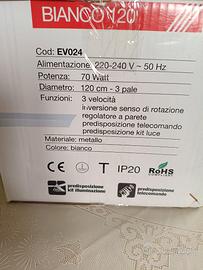 BIANCO 120
Cod: EV024
Alimentazione: 220-240 V ~ 50 Hz
Potenza: 70 Watt
Diametro: 120 cm - 3 pale
Funzioni: 3 velocità
inversione senso di rotazione
regolatore a parete
predisposizione telecomando
predisposizione kit luce
Materiale: metallo
Colore: bianco
CE T IP20 RoHS
predisposizione
kit illuminazione
predisposizione
telecomando